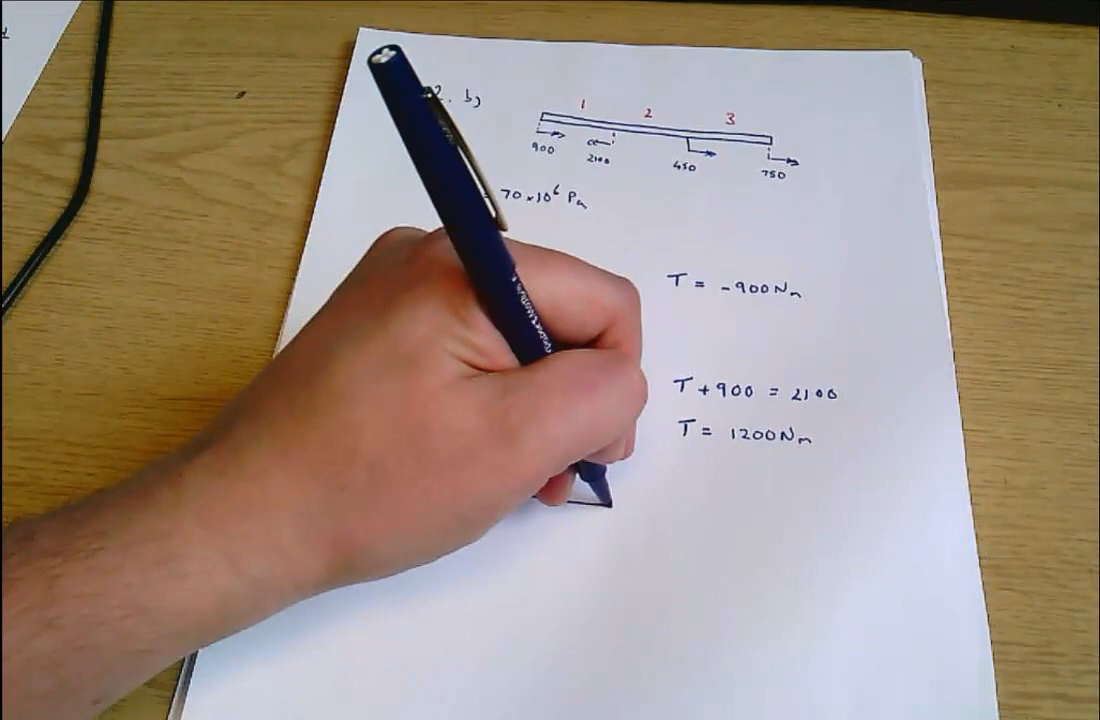 2. b)
1 2 3
900 2100 450 750
70 × 10⁶ Pa
T = -900Nm
T + 900 = 2100
T = 1200Nm